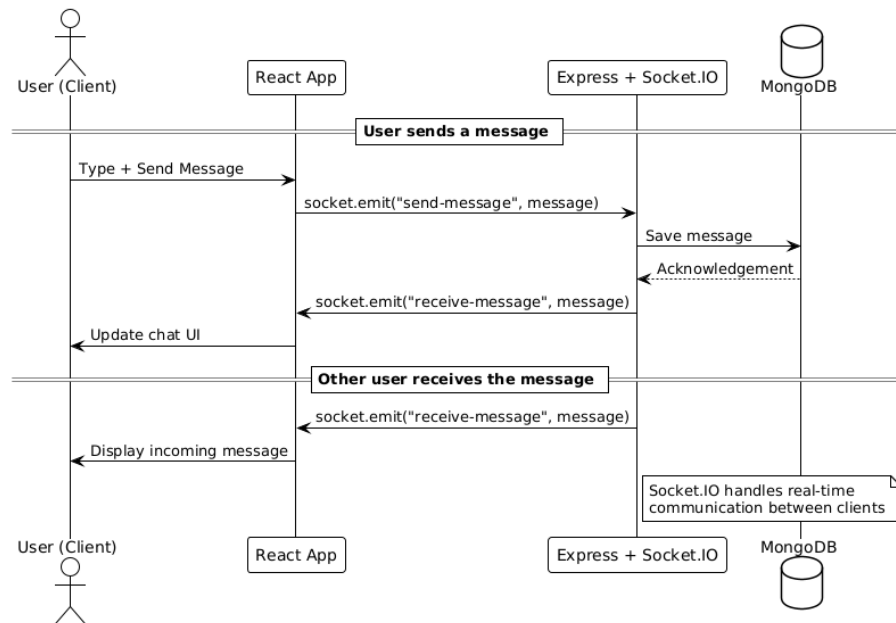 User (Client)
React App
Express + Socket.IO
MongoDB
User sends a message
Type + Send Message
socket.emit("send-message", message)
Save message
Acknowledgement
socket.emit("receive-message", message)
Update chat UI
Other user receives the message
socket.emit("receive-message", message)
Display incoming message
Socket.IO handles real-time
communication between clients
User (Client)
React App
Express + Socket.IO
MongoDB